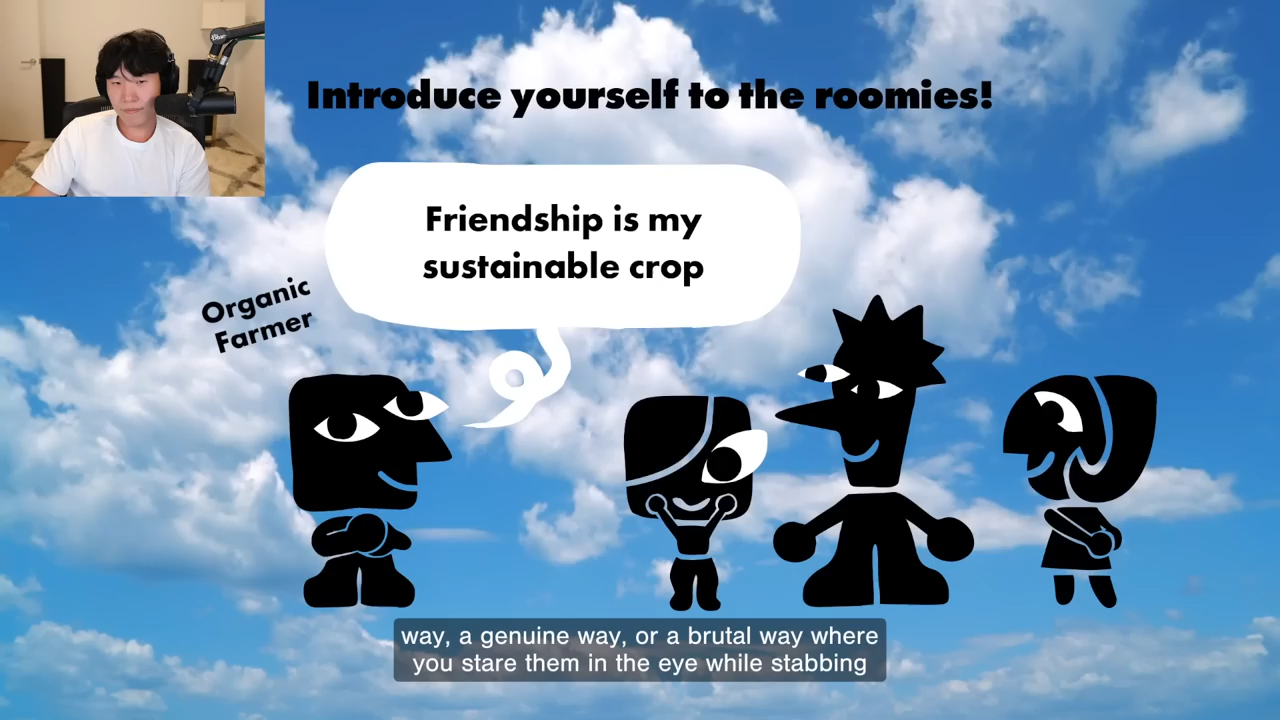 Introduce yourself to the roomies!
Friendship is my
sustainable crop
Organic
Farmer
way, a genuine way, or a brutal way where
you stare them in the eye while stabbing
Blue